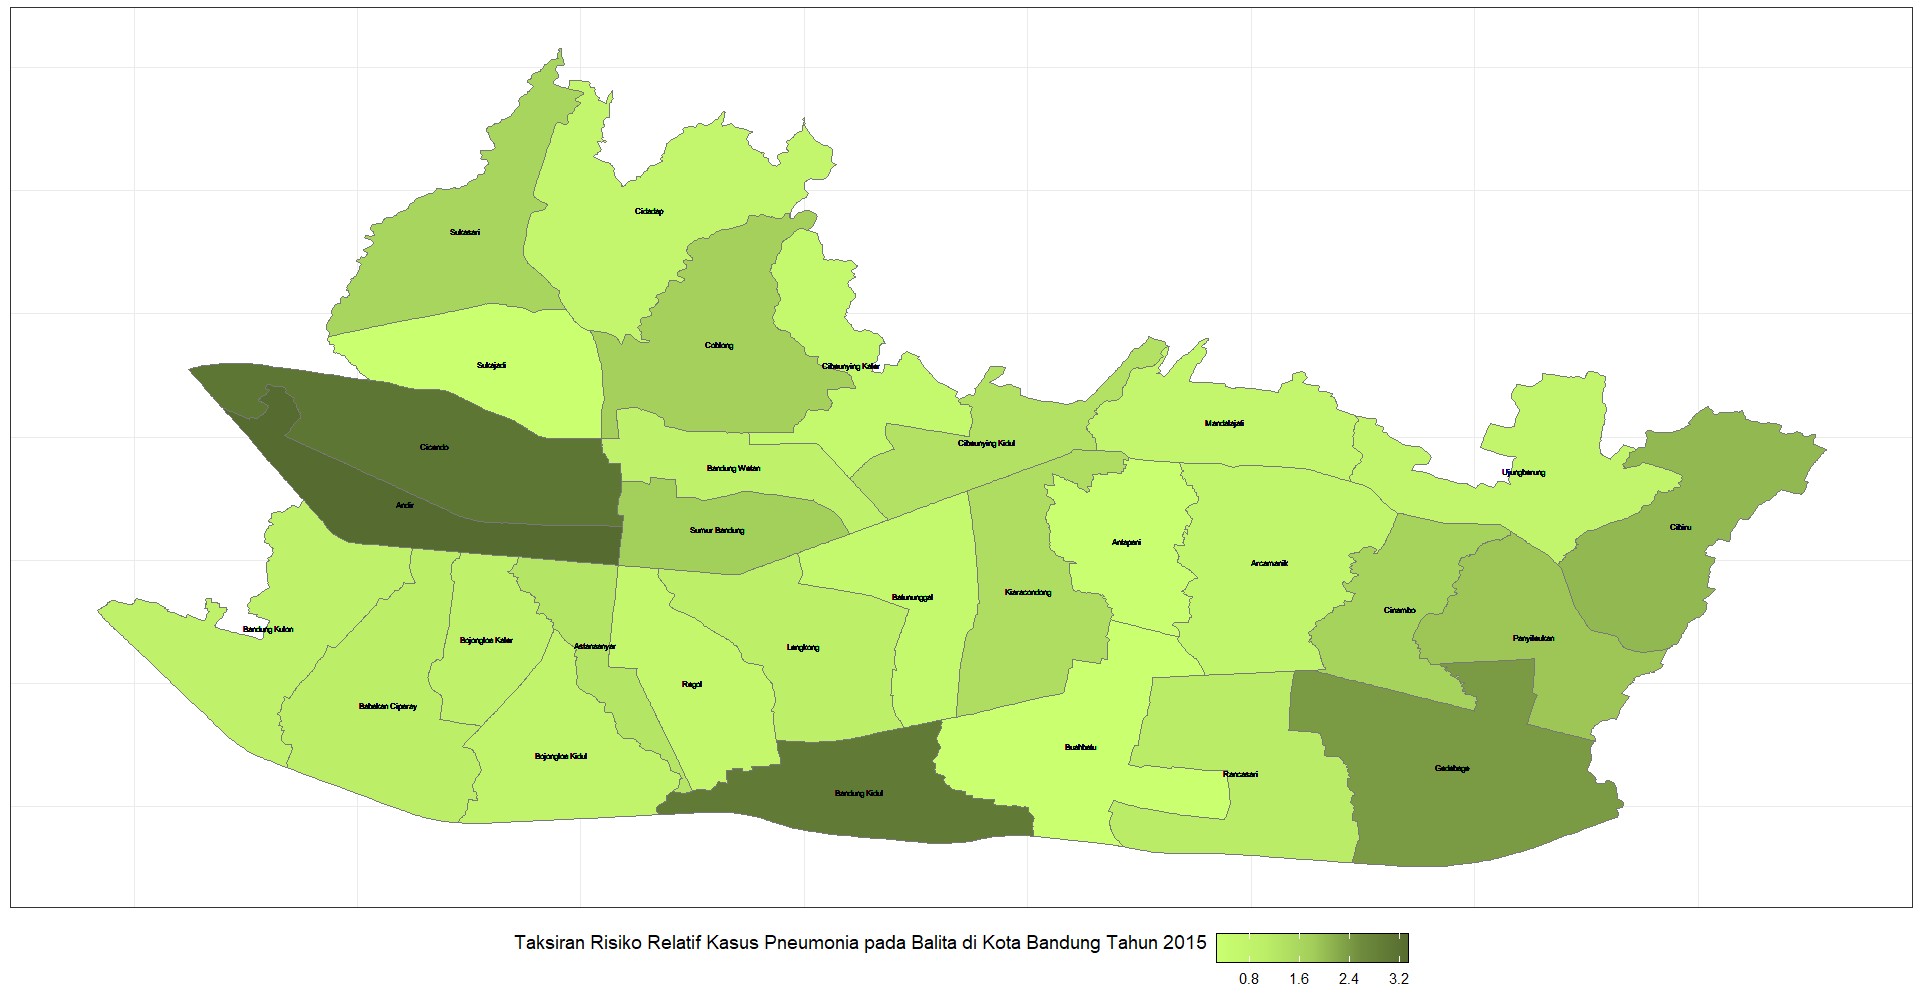 Cidadap
Sukasari
Coblong
Sukajadi
Cibeunying Kaler
Mandalajati
Cicendo
Cibeunying Kidul
Bandung Wetan
Ujungberung
Andir
Sumur Bandung
Cibiru
Antapani
Arcamanik
Kiaracondong
Batununggal
Cinambo
Bandung Kulon
Bojongloa Kaler
Astanaanyar
Lengkong
Panyileukan
Regol
Babakan Ciparay
Buahbatu
Bojongloa Kidul
Gedebage
Rancasari
Bandung Kidul
Taksiran Risiko Relatif Kasus Pneumonia pada Balita di Kota Bandung Tahun 2015
0.8 1.6 2.4 3.2